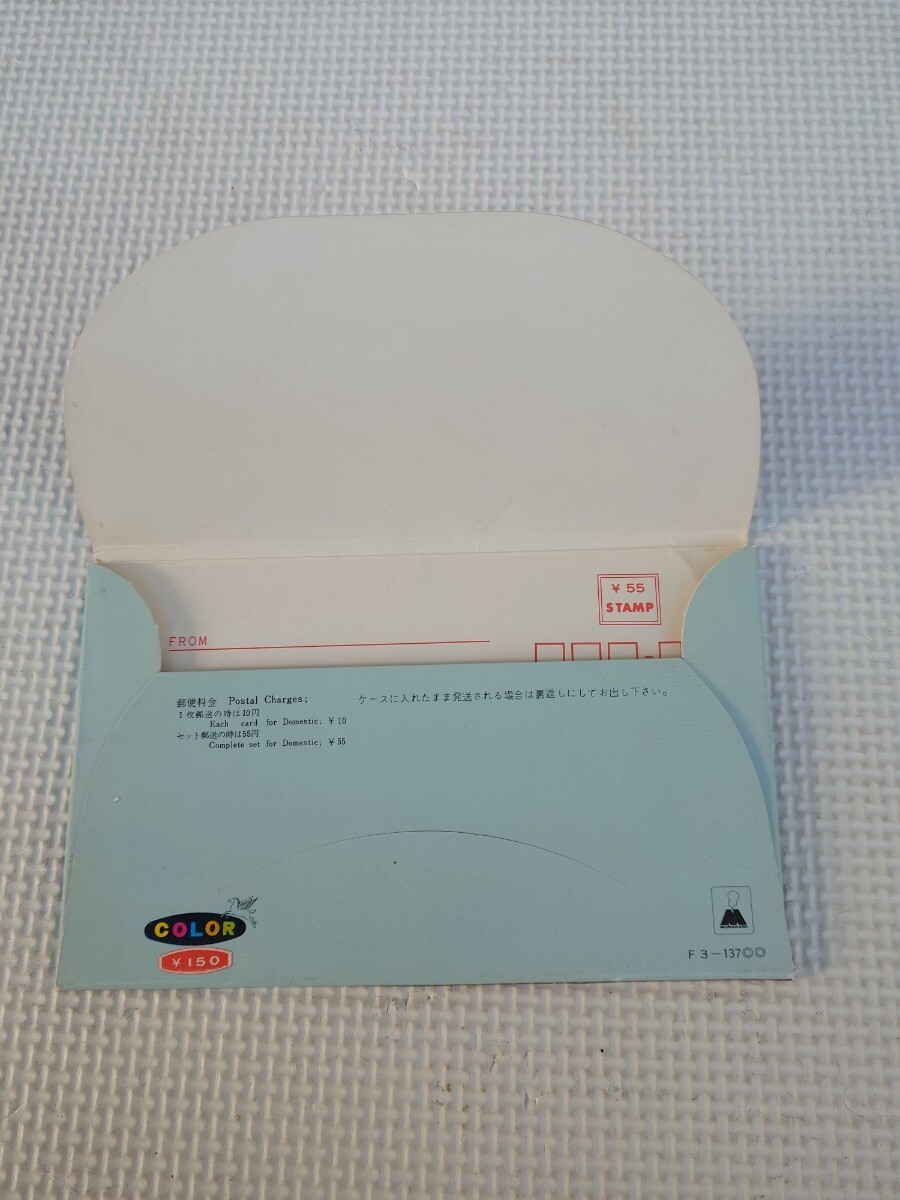 ¥ 55
STAMP
FROM
郵便料金 Postal Charges;
1枚郵送の時は10円
Each card for Domestic; ¥ 10
セット郵送の時は55円
Complete set for Domestic; ¥ 55
ケースに入れたまま発送される場合は裏返しにしてお出し下さい。
COLOR
¥150
M
F3-137◎◎